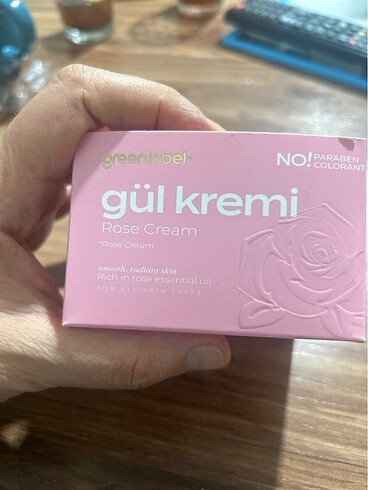 greenlabel
NO! PARABEN
COLORANT
gül kremi
Rose Cream
*Rose Oleum
smooth, radiant skin
Rich in rose essential oil
FOR ALL SKIN TYPES